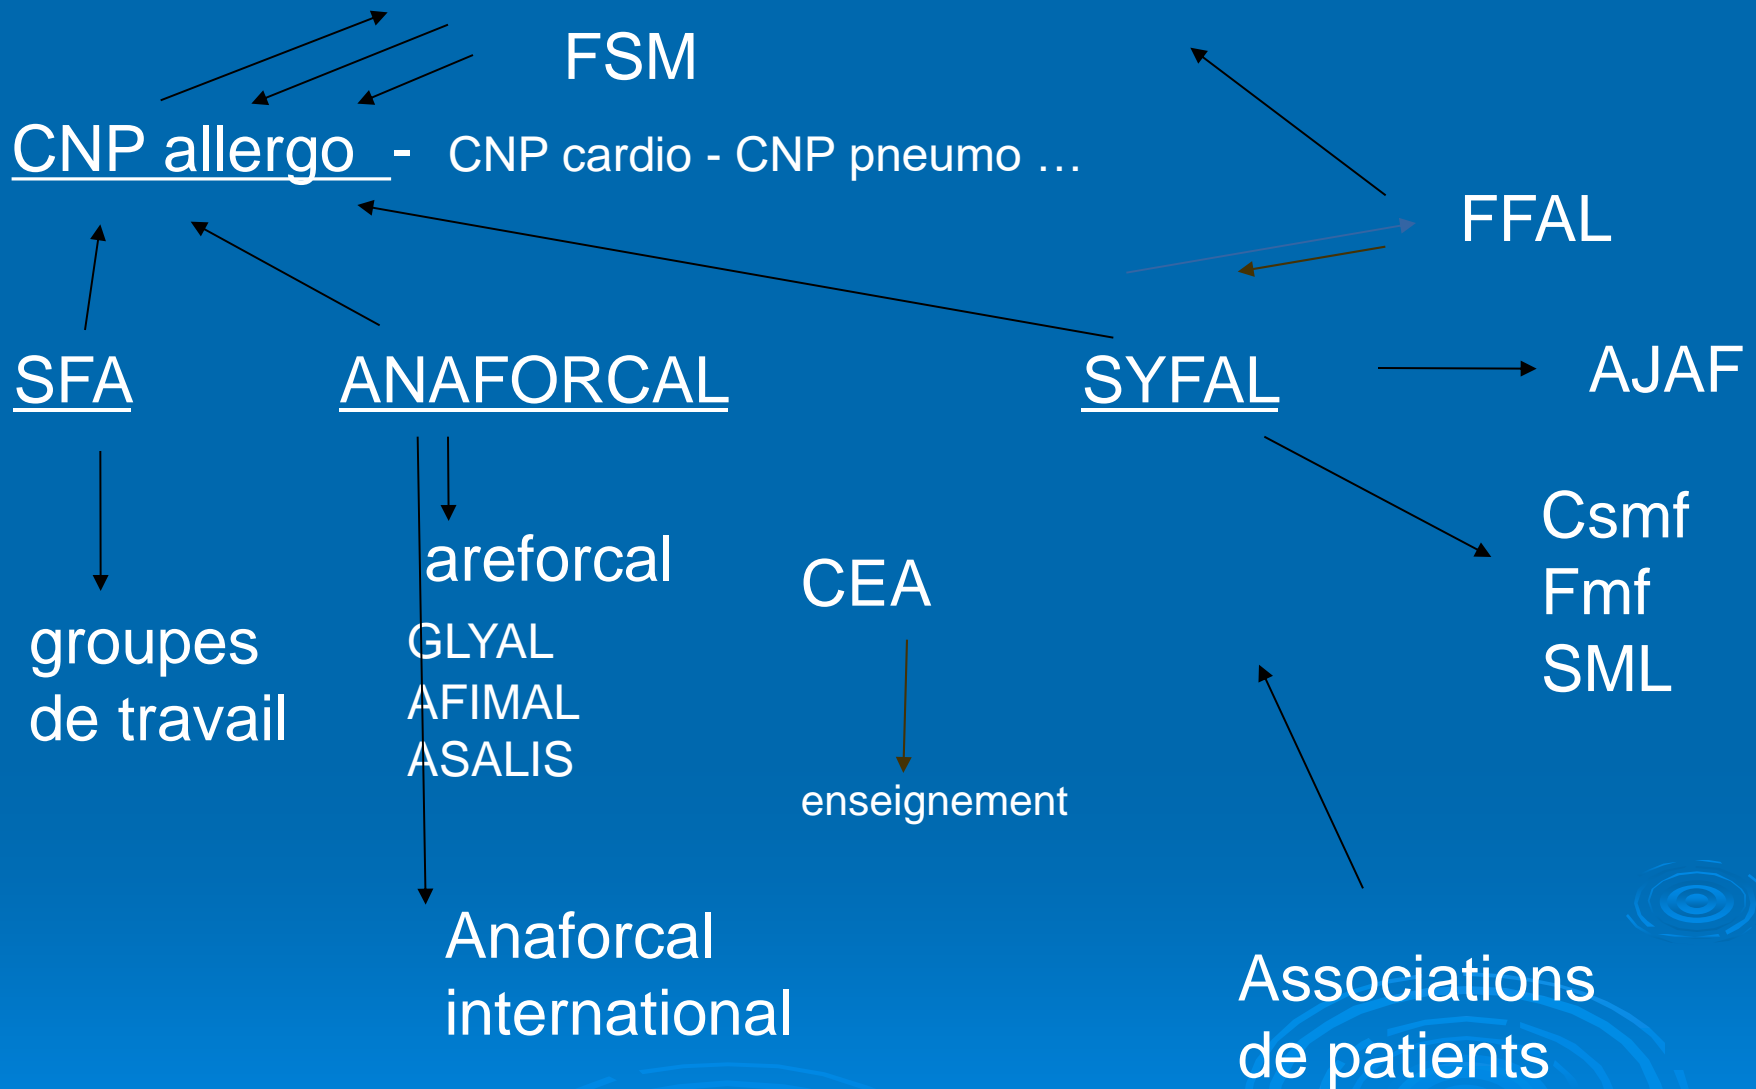 FSM
CNP allergo - CNP cardio - CNP pneumo …
FFAL
SFA
ANAFORCAL
SYFAL
AJAF
areforcal
GLYAL
AFIMAL
ASALIS
CEA
enseignement
Csmf
Fmf
SML
groupes
de travail
Anaforcal
international
Associations
de patients